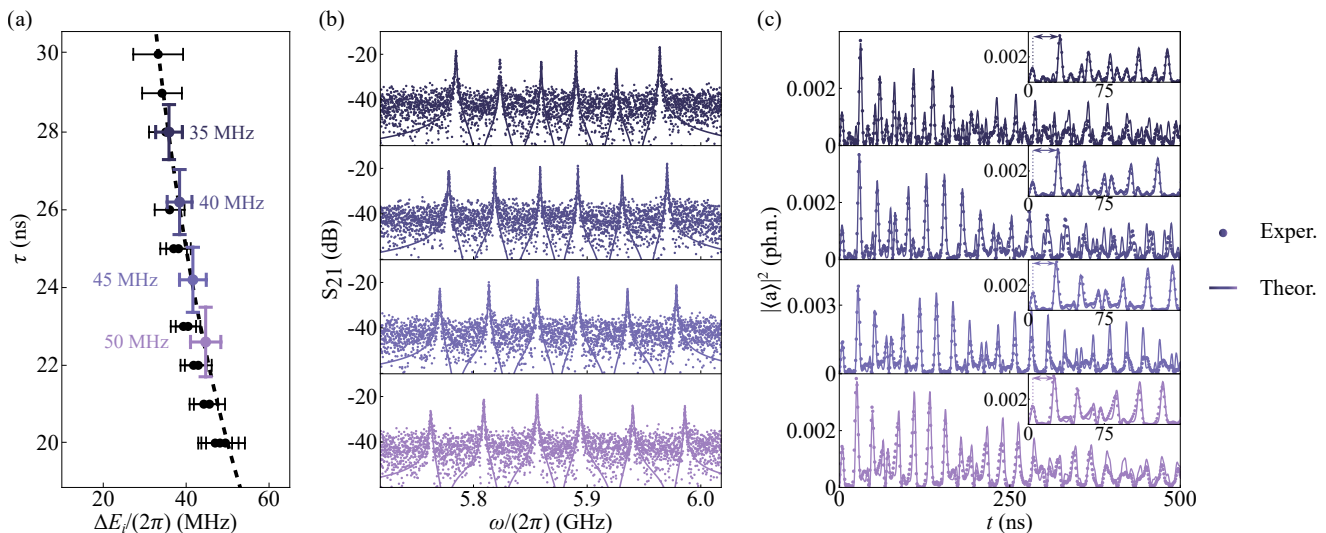 (a)
30
28
26
24
22
20
τ (ns)
35 MHz
40 MHz
45 MHz
50 MHz
20
40
60
ΔE_i/(2π) (MHz)
(b)
-20
-40
-20
-40
-20
-40
-20
-40
S21 (dB)
5.8
5.9
6.0
ω/(2π) (GHz)
(c)
0.002
0
0.002
0
0.003
0
0.002
0
|⟨a⟩|² (ph.n.)
0.002
0
75
0.002
0
75
0.002
0
75
0.002
0
75
0
250
500
t (ns)
Exper.
Theor.